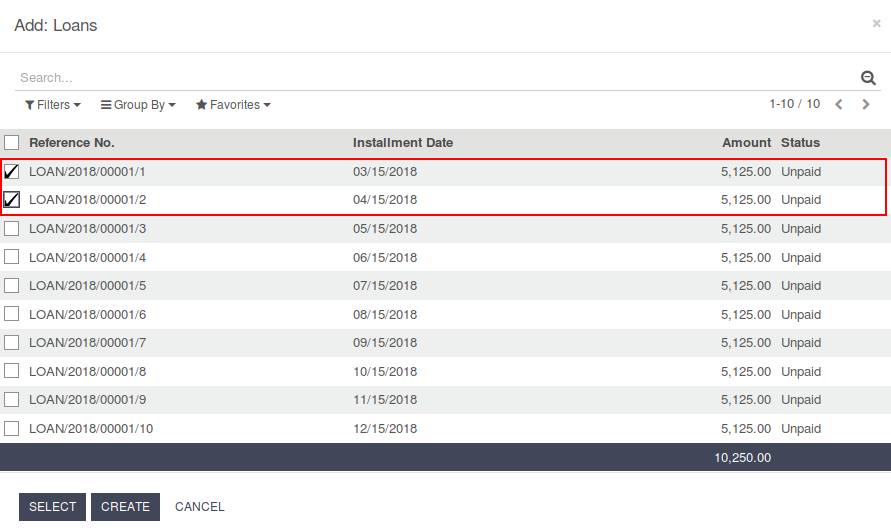 Add: Loans ×
Search...
Filters Group By Favorites 1-10 / 10
Reference No. Installment Date Amount Status
LOAN/2018/00001/1 03/15/2018 5,125.00 Unpaid
LOAN/2018/00001/2 04/15/2018 5,125.00 Unpaid
LOAN/2018/00001/3 05/15/2018 5,125.00 Unpaid
LOAN/2018/00001/4 06/15/2018 5,125.00 Unpaid
LOAN/2018/00001/5 07/15/2018 5,125.00 Unpaid
LOAN/2018/00001/6 08/15/2018 5,125.00 Unpaid
LOAN/2018/00001/7 09/15/2018 5,125.00 Unpaid
LOAN/2018/00001/8 10/15/2018 5,125.00 Unpaid
LOAN/2018/00001/9 11/15/2018 5,125.00 Unpaid
LOAN/2018/00001/10 12/15/2018 5,125.00 Unpaid
10,250.00
SELECT CREATE CANCEL